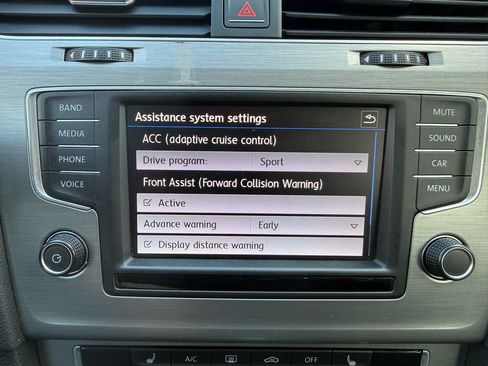 BAND
MEDIA
PHONE
VOICE
Assistance system settings
ACC (adaptive cruise control)
Drive program: Sport
Front Assist (Forward Collision Warning)
Active
Advance warning Early
Display distance warning
MUTE
SOUND
CAR
MENU
A/C
OFF